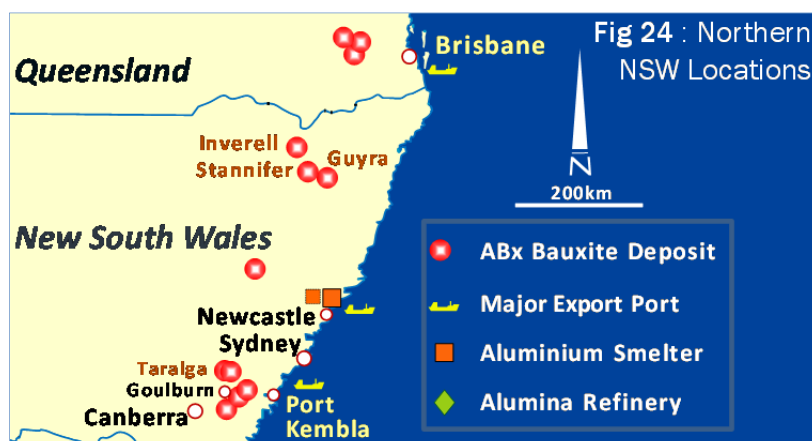 Fig 24 : Northern
NSW Locations
Brisbane
Queensland
Inverell
Stannifer
Guyra
N
200km
New South Wales
ABx Bauxite Deposit
Major Export Port
Aluminium Smelter
Alumina Refinery
Newcastle
Sydney
Taralga
Goulburn
Canberra
Port
Kembla